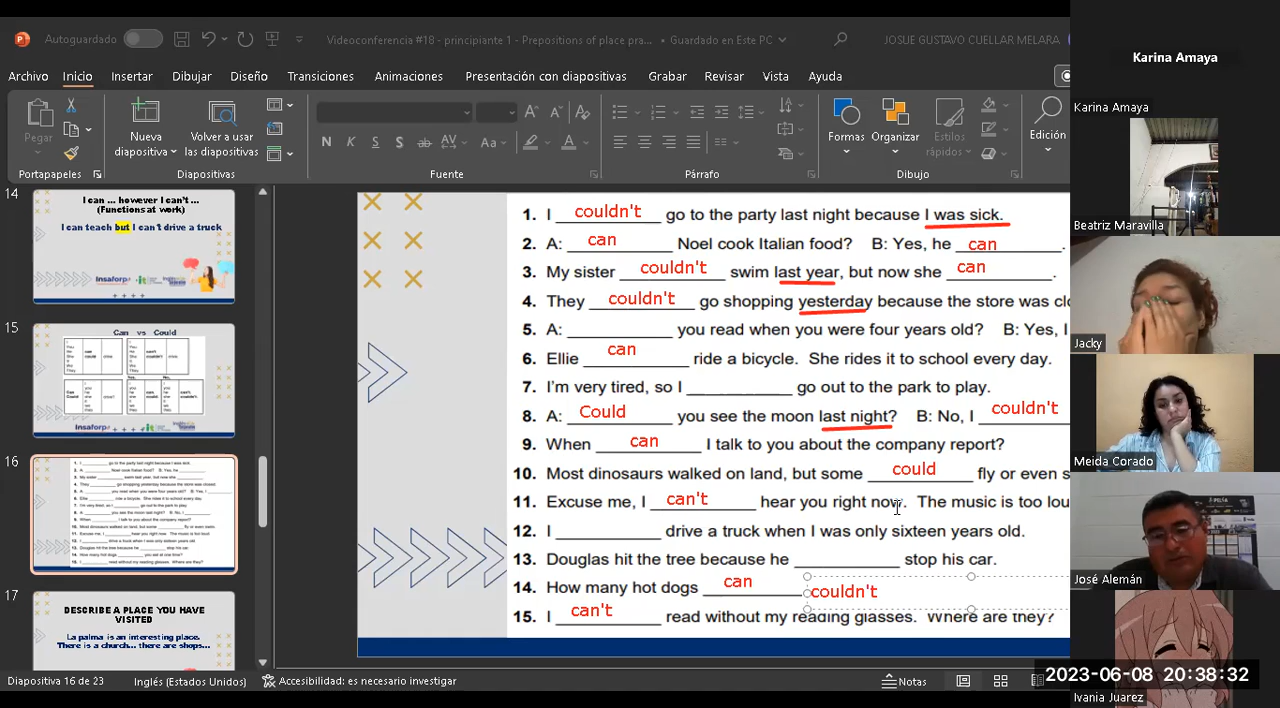 Autoguardado
Videoconferencia #18 - principiante 1 - Prepositions of place pra... • Guardado en Este PC
JOSUE GUSTAVO CUELLAR MELARA
Archivo Inicio Insertar Dibujar Diseño Transiciones Animaciones Presentación con diapositivas Grabar Revisar Vista Ayuda
Pegar
Nueva diapositiva
Volver a usar las diapositivas
N K S S ab AV Aa A
Formas
Organizar
Estilos rápidos
Edición
Portapapeles Diapositivas Fuente Párrafo Dibujo
14
I can ... however I can't ...
(Functions at work)
I can teach but I can't drive a truck
Insaforp
15
Can vs Could
Insaforp
16
17
DESCRIBE A PLACE YOU HAVE
VISITED
La palma is an interesting place.
There is a church... there are shops...
1. I couldn't go to the party last night because I was sick.
2. A: can Noel cook Italian food? B: Yes, he can.
3. My sister couldn't swim last year, but now she can.
4. They couldn't go shopping yesterday because the store was clo
5. A: __________ you read when you were four years old? B: Yes, I
6. Ellie can ride a bicycle. She rides it to school every day.
7. I'm very tired, so I __________ go out to the park to play.
8. A: Could you see the moon last night? B: No, I couldn't
9. When can I talk to you about the company report?
10. Most dinosaurs walked on land, but some could fly or even s
11. Excuse me, I can't hear you right now. The music is too lou
12. I __________ drive a truck when I was only sixteen years old.
13. Douglas hit the tree because he __________ stop his car.
14. How many hot dogs can
couldn't
15. I can't read without my reading glasses. Where are they?
Diapositiva 16 de 23 Inglés (Estados Unidos) Accesibilidad: es necesario investigar Notas
Karina Amaya
Karina Amaya
Beatriz Maravilla
Jacky
Meida Corado
José Alemán
2023-06-08 20:38:32
Ivania Juarez